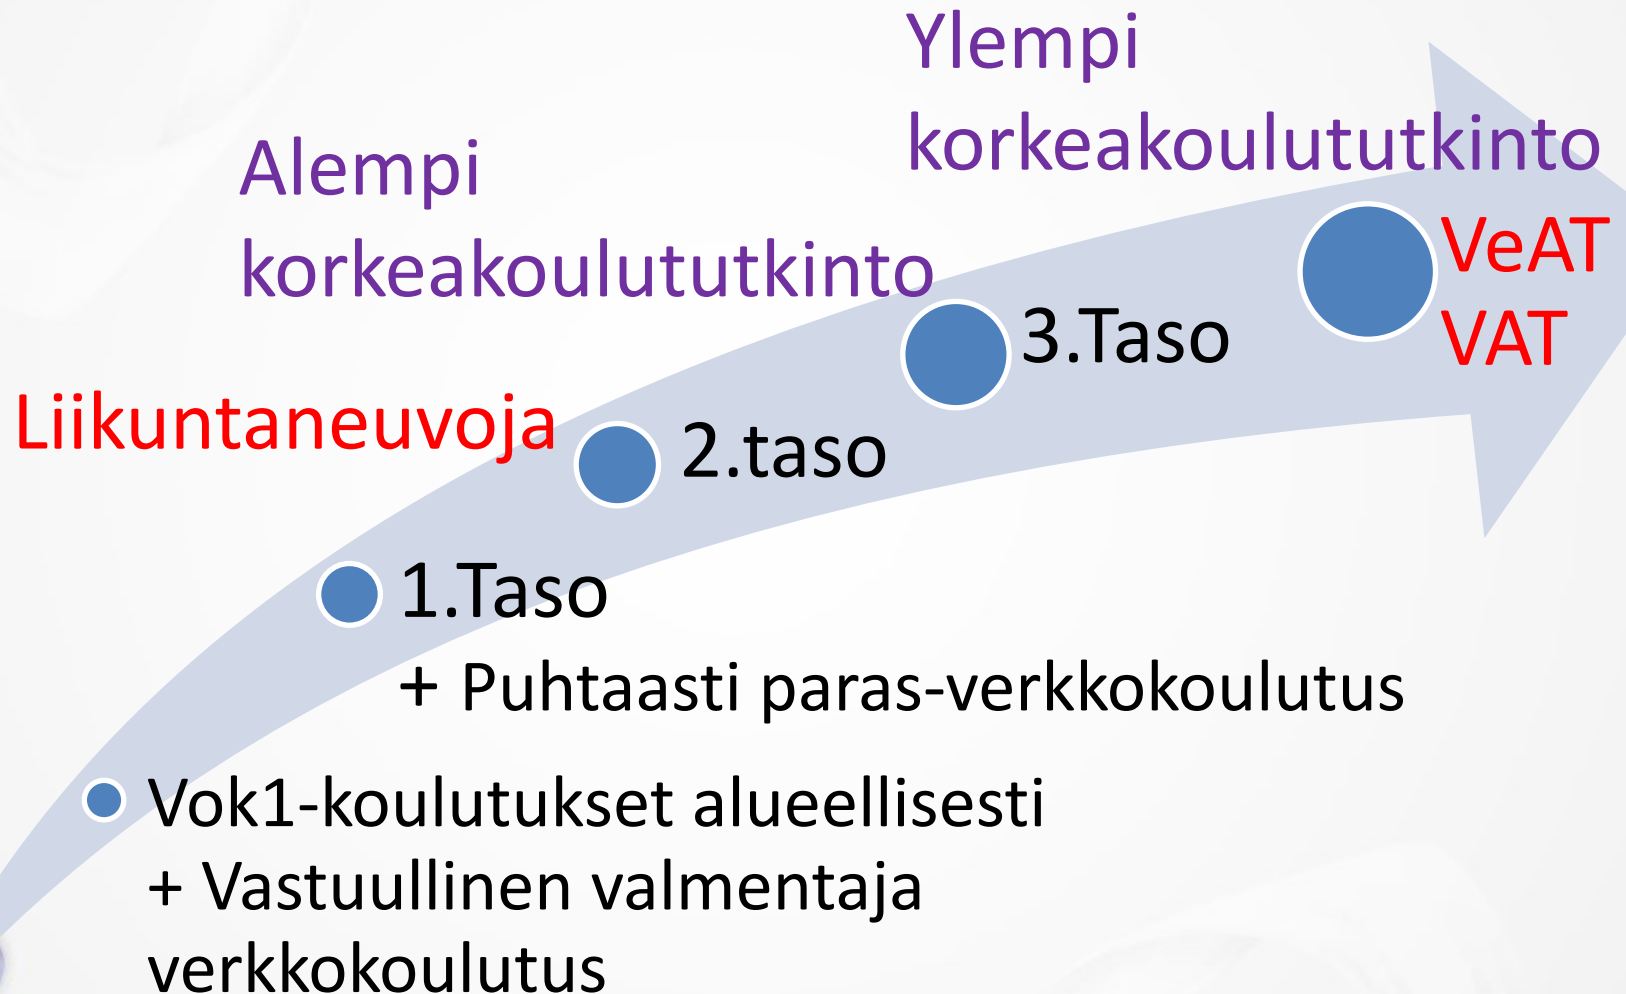 Ylempi
korkeakoulututkinto
Alempi
korkeakoulututkinto
VeAT
VAT
3.Taso
Liikuntaneuvoja
2.taso
1.Taso
+ Puhtaasti paras-verkkokoulutus
Vok1-koulutukset alueellisesti
+ Vastuullinen valmentaja
verkkokoulutus